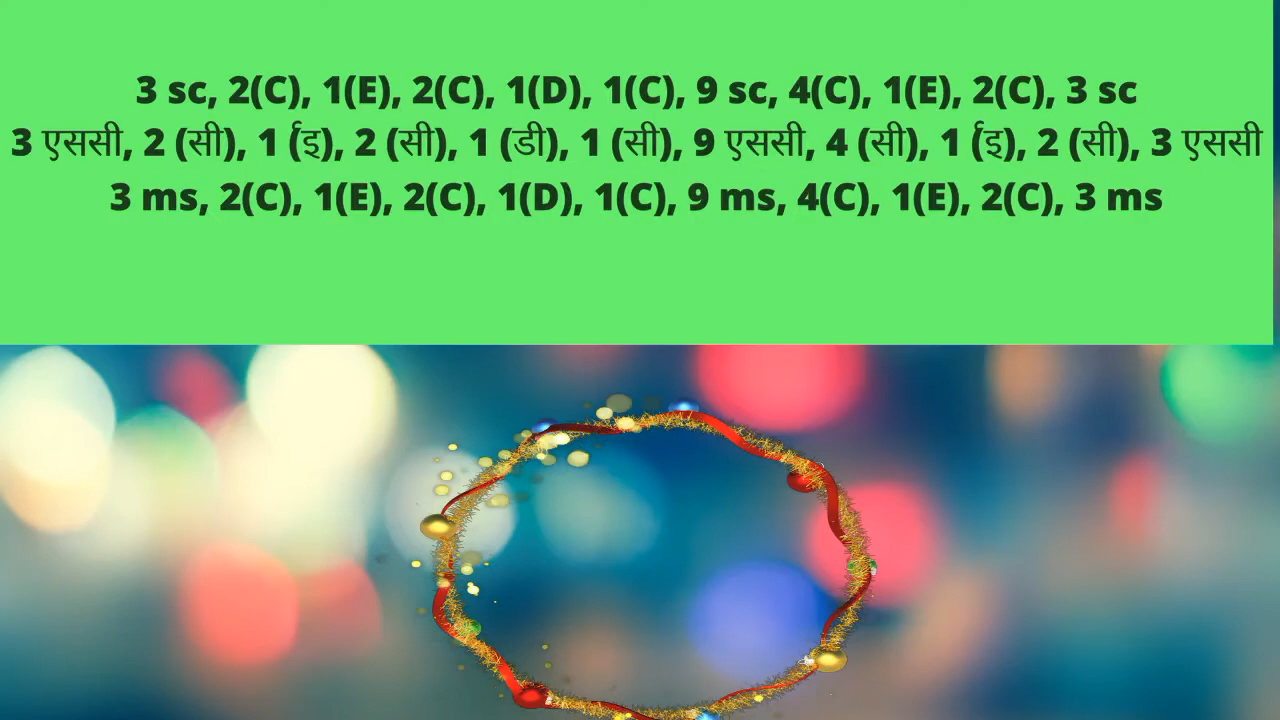 3 sc, 2(C), 1(E), 2(C), 1(D), 1(C), 9 sc, 4(C), 1(E), 2(C), 3 sc
3 एससी, 2 (सी), 1 (इ), 2 (सी), 1 (डी), 1 (सी), 9 एससी, 4 (सी), 1 (इ), 2 (सी), 3 एससी
3 ms, 2(C), 1(E), 2(C), 1(D), 1(C), 9 ms, 4(C), 1(E), 2(C), 3 ms